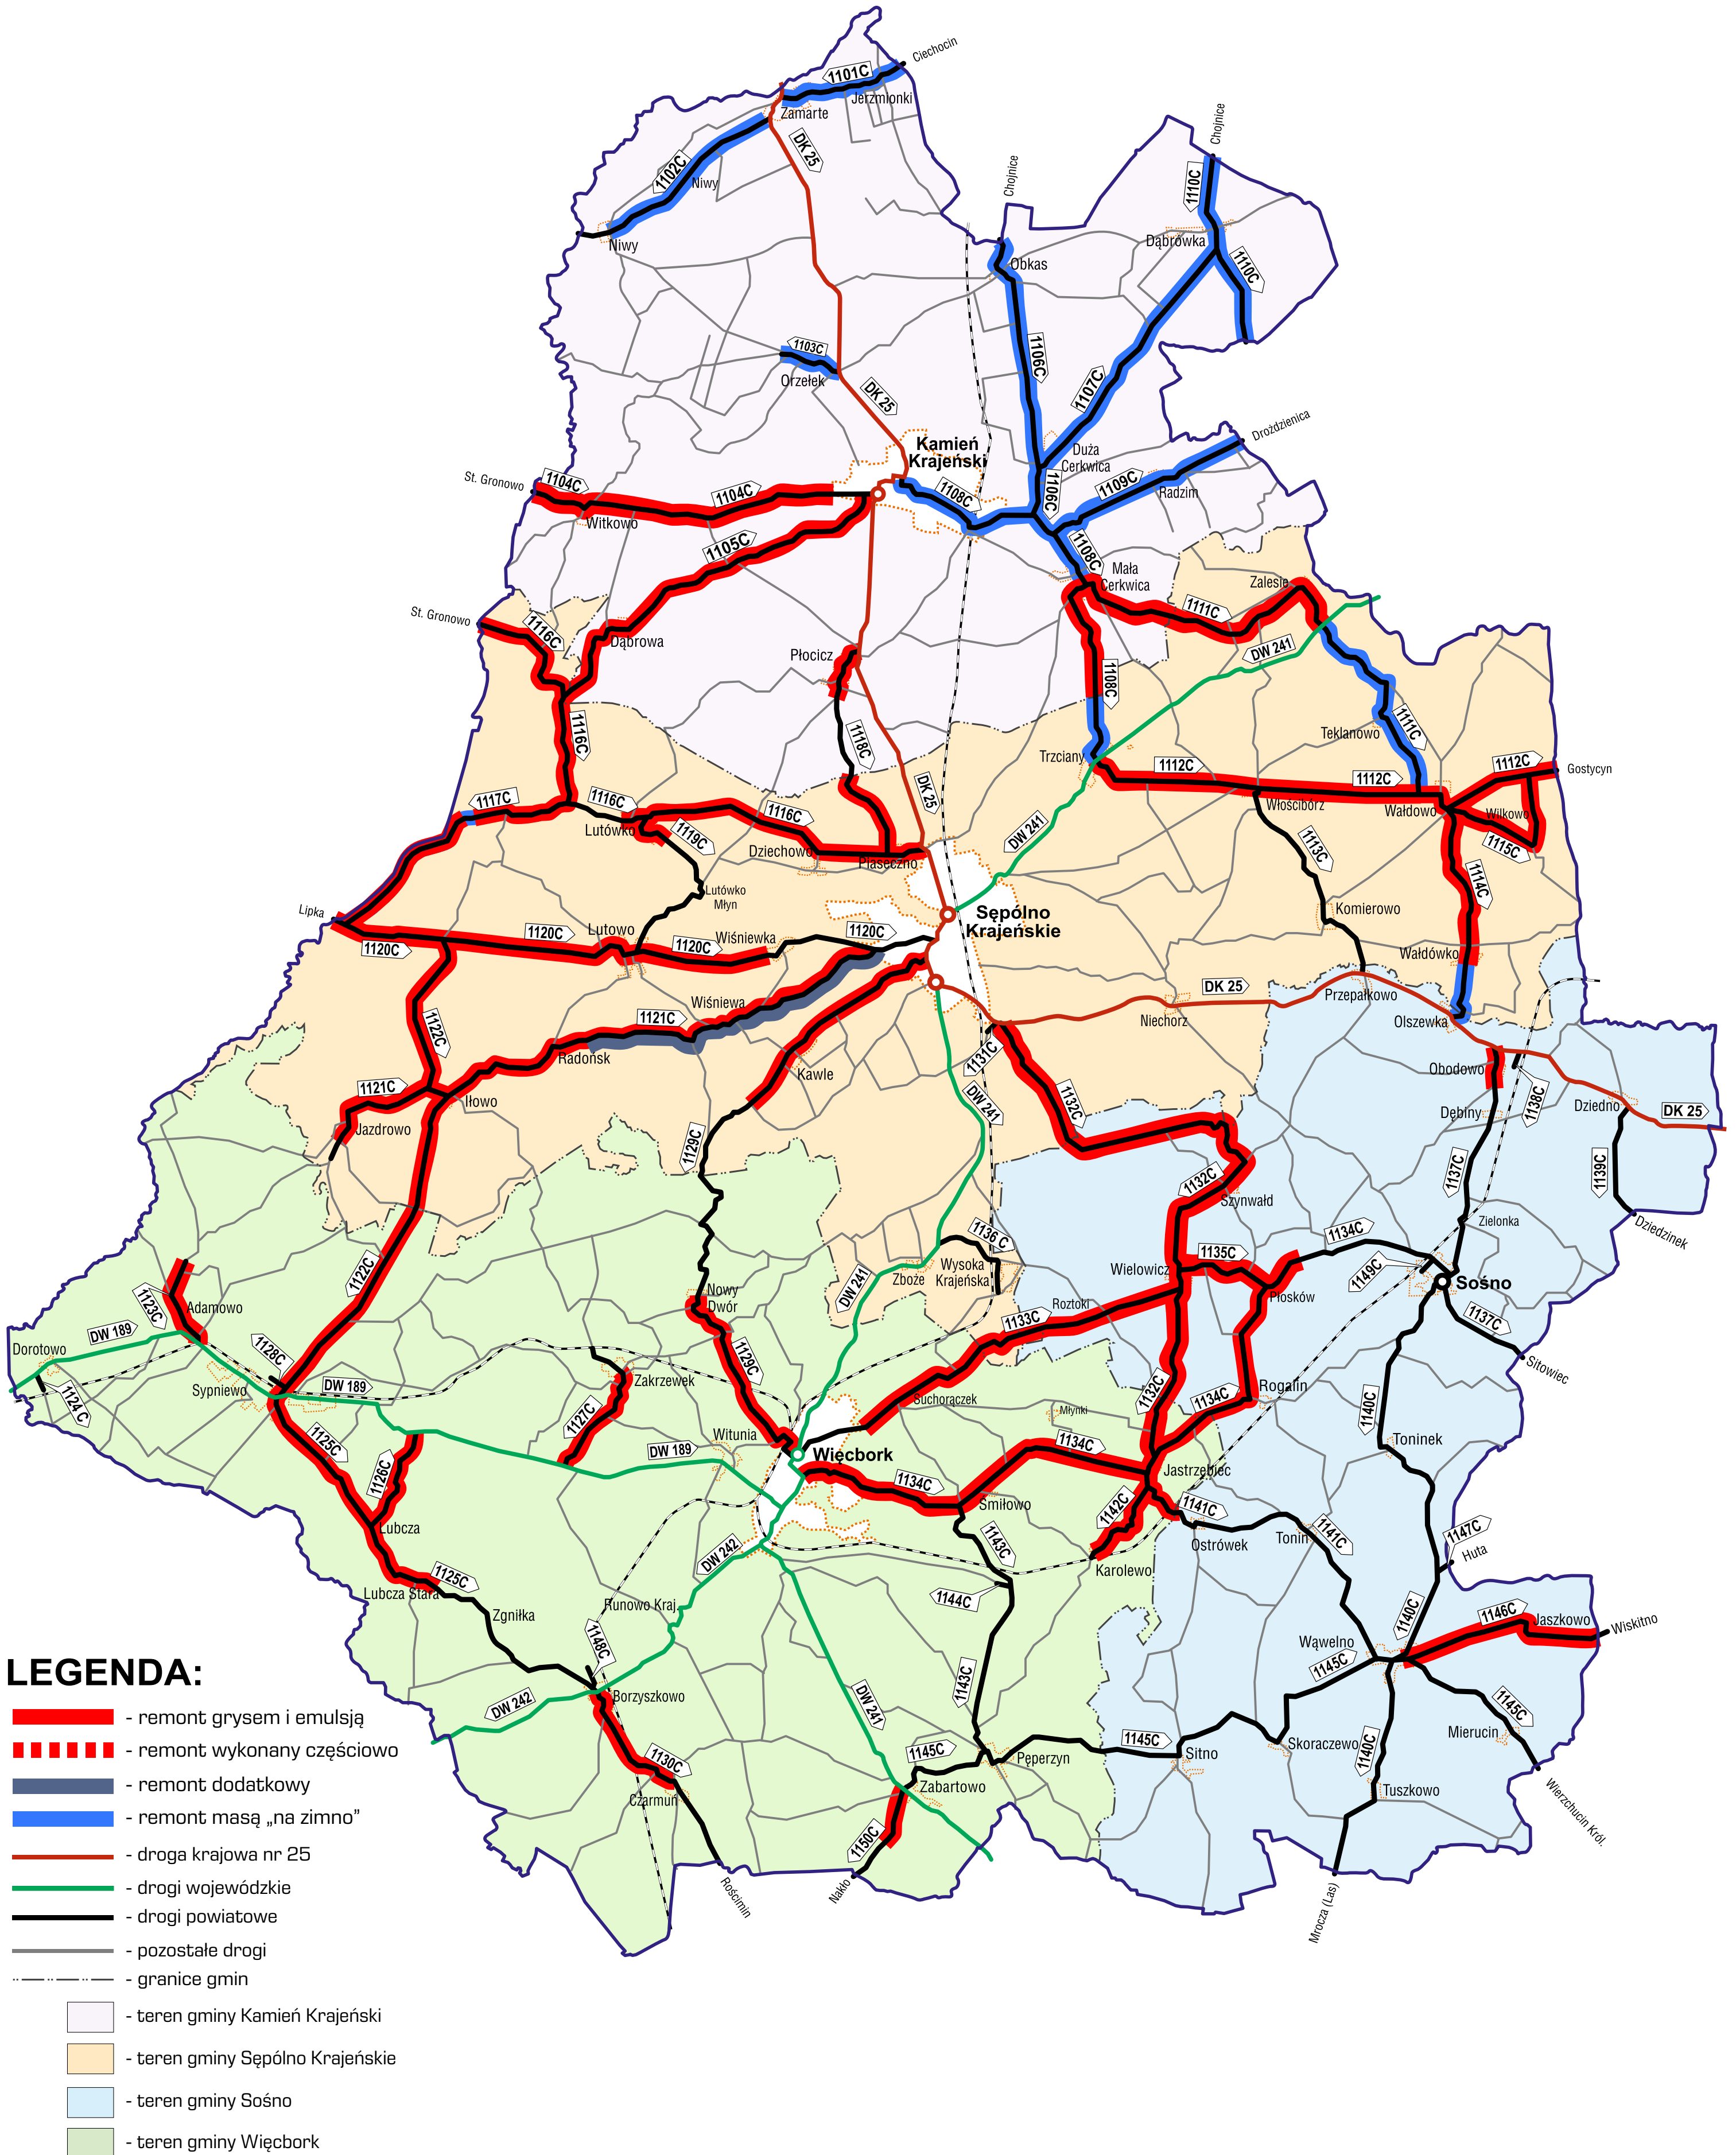 Ciechocin
1101C
Jerzmionki
Zamarte
DK 25
1102C
Niwy
Niwy
Chojnice
Chojnice
1110C
Dąbrówka
1110C
Obkas
1106C
1107C
1103C
Orzełek
DK 25
Kamień
Krajeński
Duża
Cerkwica
Drożdzienica
St. Gronowo
1104C
1104C
Witkowo
1108C
1106C
1109C
Radzim
1105C
1108C
Mała
Cerkwica
Zalesie
St. Gronowo
1116C
Dąbrowa
1111C
DW 241
Płocicz
1108C
1116C
1118C
Teklanowo
1111C
Trzciany
1112C
1112C
1112C
Gostycyn
DK 25
1117C
1116C
1116C
Lutówko
1119C
Dziechowo
Piaseczno
DW 241
Włościbórz
Wałdowo
Wilkowo
1115C
1113C
1114C
Lutówko
Młyn
Lipka
Sępólno
Krajeńskie
Komierowo
1120C
1120C
Lutowo
1120C
Wiśniewka
1120C
Wałdówko
Wiśniewa
1121C
1122C
Radońsk
DK 25
Niechorz
Przepałkowo
Olszewka
1131C
Kawle
Obodowo
1138C
1121C
Iłowo
Jazdrowo
DW 241
1132C
Dębiny
Dziedno
DK 25
1129C
1137C
1139C
1132C
Szynwałd
Zielonka
Dziedzinek
1136 C
Wysoka
Krajeńska
Zboże
1134C
1135C
Wielowicz
1149C
Sośno
Płosków
1122C
1123C
Adamowo
DW 241
Nowy
Dwór
Roztoki
1133C
1137C
Sitowiec
DW 189
Dorotowo
1128C
1124 C
Sypniewo
DW 189
1129C
Zakrzewek
1127C
Suchorączek
Młynki
1132C
1134C
Rogalin
1140C
1125C
1126C
Witunia
DW 189
Więcbork
1134C
1134C
Jastrzębiec
Toninek
Śmiłowo
1142C
1141C
Ostrówek
Tonin
1141C
Lubcza
1143C
Karolewo
1147C
Huta
DW 242
1125C
Lubcza Stara
Zgniłka
Runowo Kraj.
1144C
1148C
1140C
1146C
Jaszkowo
Wiskitno
Wąwelno
1145C
1143C
Borzyszkowo
DW 242
DW 241
1145C
Mierucin
1130C
1145C
Pęperzyn
1145C
Sitno
Skoraczewo
1140C
Czarmuń
Zabartowo
Tuszkowo
Wierzchucin Król.
1150C
Nakło
Rościmin
Mrocza (Las)
LEGENDA:
- remont grysem i emulsją
- remont wykonany częściowo
- remont dodatkowy
- remont masą „na zimno”
- droga krajowa nr 25
- drogi wojewódzkie
- drogi powiatowe
- pozostałe drogi
- granice gmin
- teren gminy Kamień Krajeński
- teren gminy Sępólno Krajeńskie
- teren gminy Sośno
- teren gminy Więcbork